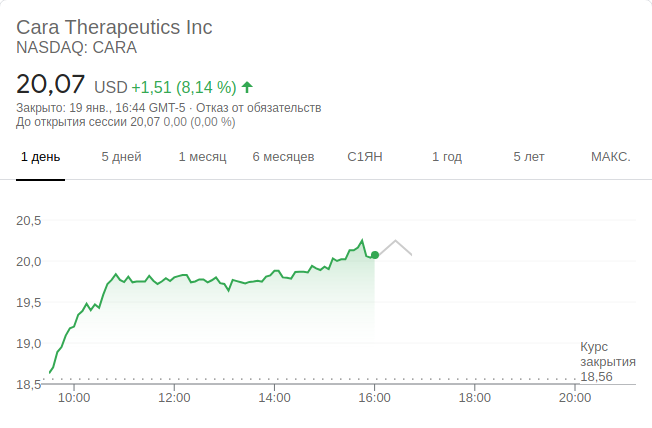 Cara Therapeutics Inc
NASDAQ: CARA
20,07 USD +1,51 (8,14 %)
Закрыто: 19 янв., 16:44 GMT-5 · Отказ от обязательств
До открытия сессии 20,07 0,00 (0,00 %)
1 день 5 дней 1 месяц 6 месяцев С1ЯН 1 год 5 лет МАКС.
20,5
20,0
19,5
19,0
Курс
закрытия
18,56
18,5
10:00 12:00 14:00 16:00 18:00 20:00